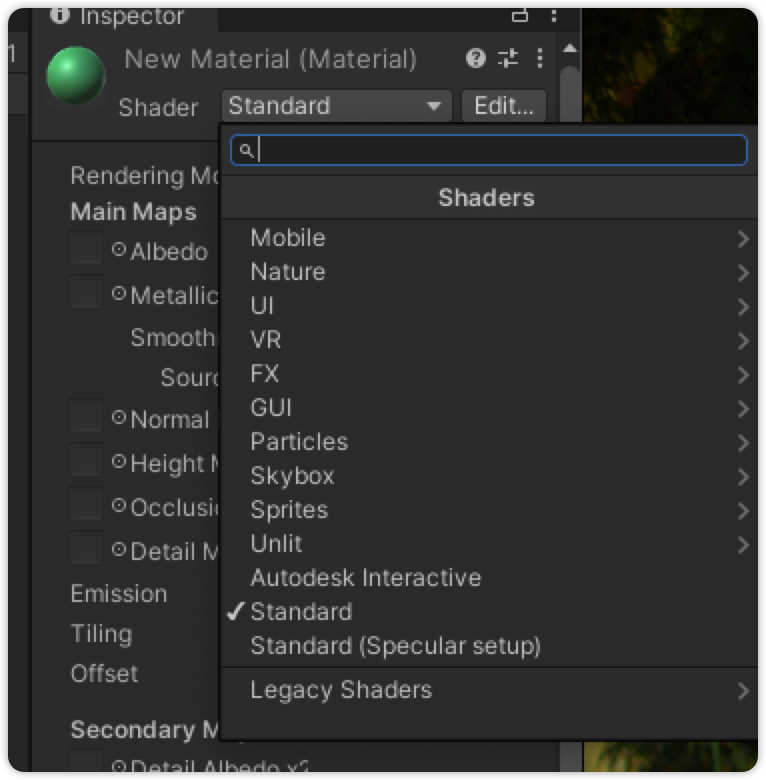 1
Inspector
New Material (Material)
Shader
Standard
Edit...
Rendering Mo
Shaders
Main Maps
Mobile
Albedo
Nature
Metallic
UI
Smooth
VR
Sourc
FX
Normal
GUI
Height M
Particles
Skybox
Occlusi
Sprites
Detail M
Unlit
Emission
Autodesk Interactive
Tiling
Standard
Offset
Standard (Specular setup)
Legacy Shaders
Secondary M
Detail Albedo x2